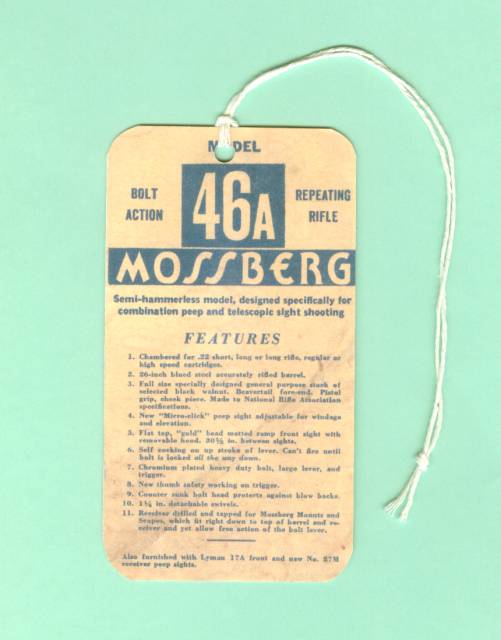 MODEL
BOLT ACTION
46A
REPEATING RIFLE
MOSSBERG
Semi-hammerless model, designed specifically for
combination peep and telescopic sight shooting
FEATURES
1. Chambered for .22 short, long or long rifle, regular or
high speed cartridges.
2. 26-inch blued steel accurately rifled barrel.
3. Full size specially designed general purpose stock of
selected black walnut. Beavertail fore-end. Pistol
grip, cheek piece. Made to National Rifle Association
specifications.
4. New "Micro-click" peep sight adjustable for windage
and elevation.
5. Flat top, "gold" bead matted ramp front sight with
removable hood. 30½ in. between sights.
6. Self cocking on up stroke of lever. Can't fire until
bolt is locked all the way down.
7. Chromium plated heavy duty bolt, large lever, and
trigger.
8. New thumb safety working on trigger.
9. Counter sunk bolt head protects against blow backs.
10. 1¼ in. detachable swivels.
11. Receiver drilled and tapped for Mossberg Mounts and
Scopes, which fit right down to top of barrel and re-
ceiver and yet allow free action of the bolt lever.
Also furnished with Lyman 17A front and new No. 57M
receiver peep sights.